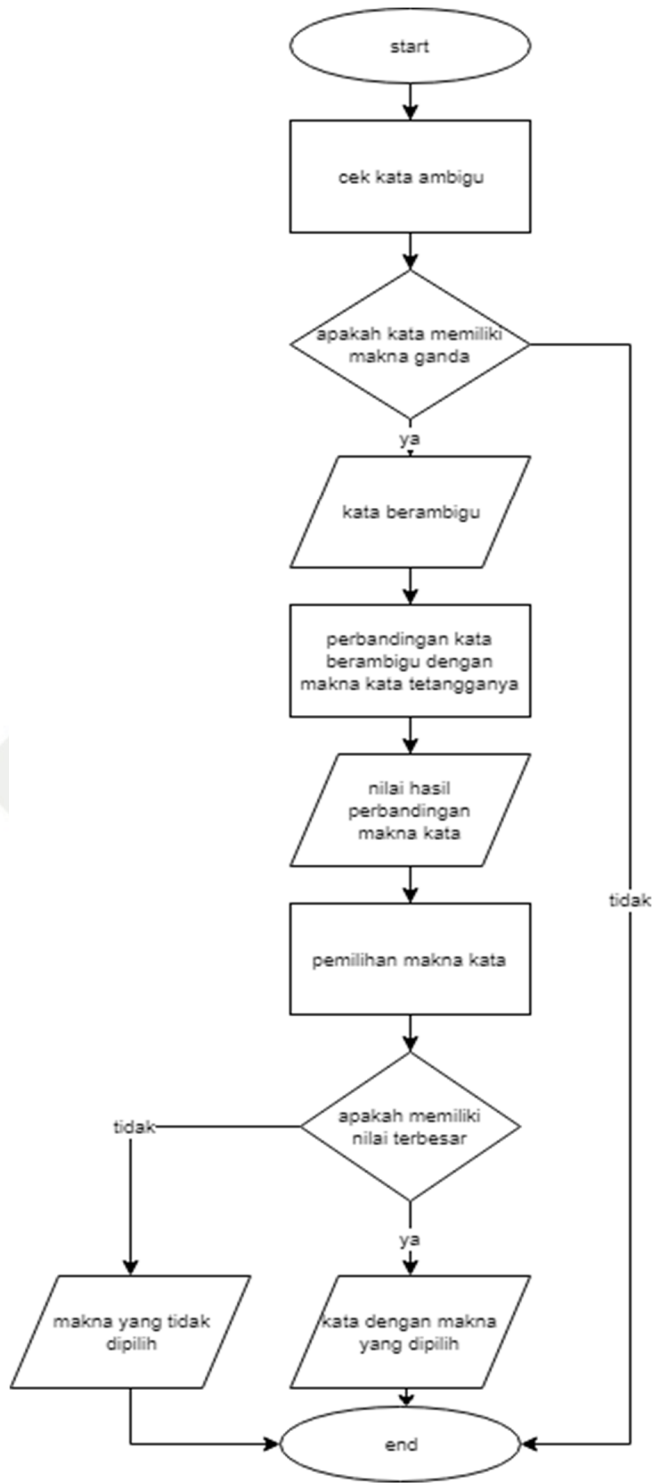 start
cek kata ambigu
apakah kata memiliki
makna ganda
ya
kata berambigu
perbandingan kata
berambigu dengan
makna kata tetangganya
nilai hasil
perbandingan
makna kata
tidak
pemilihan makna kata
apakah memiliki
nilai terbesar
tidak
ya
makna yang tidak
dipilih
kata dengan makna
yang dipilih
end